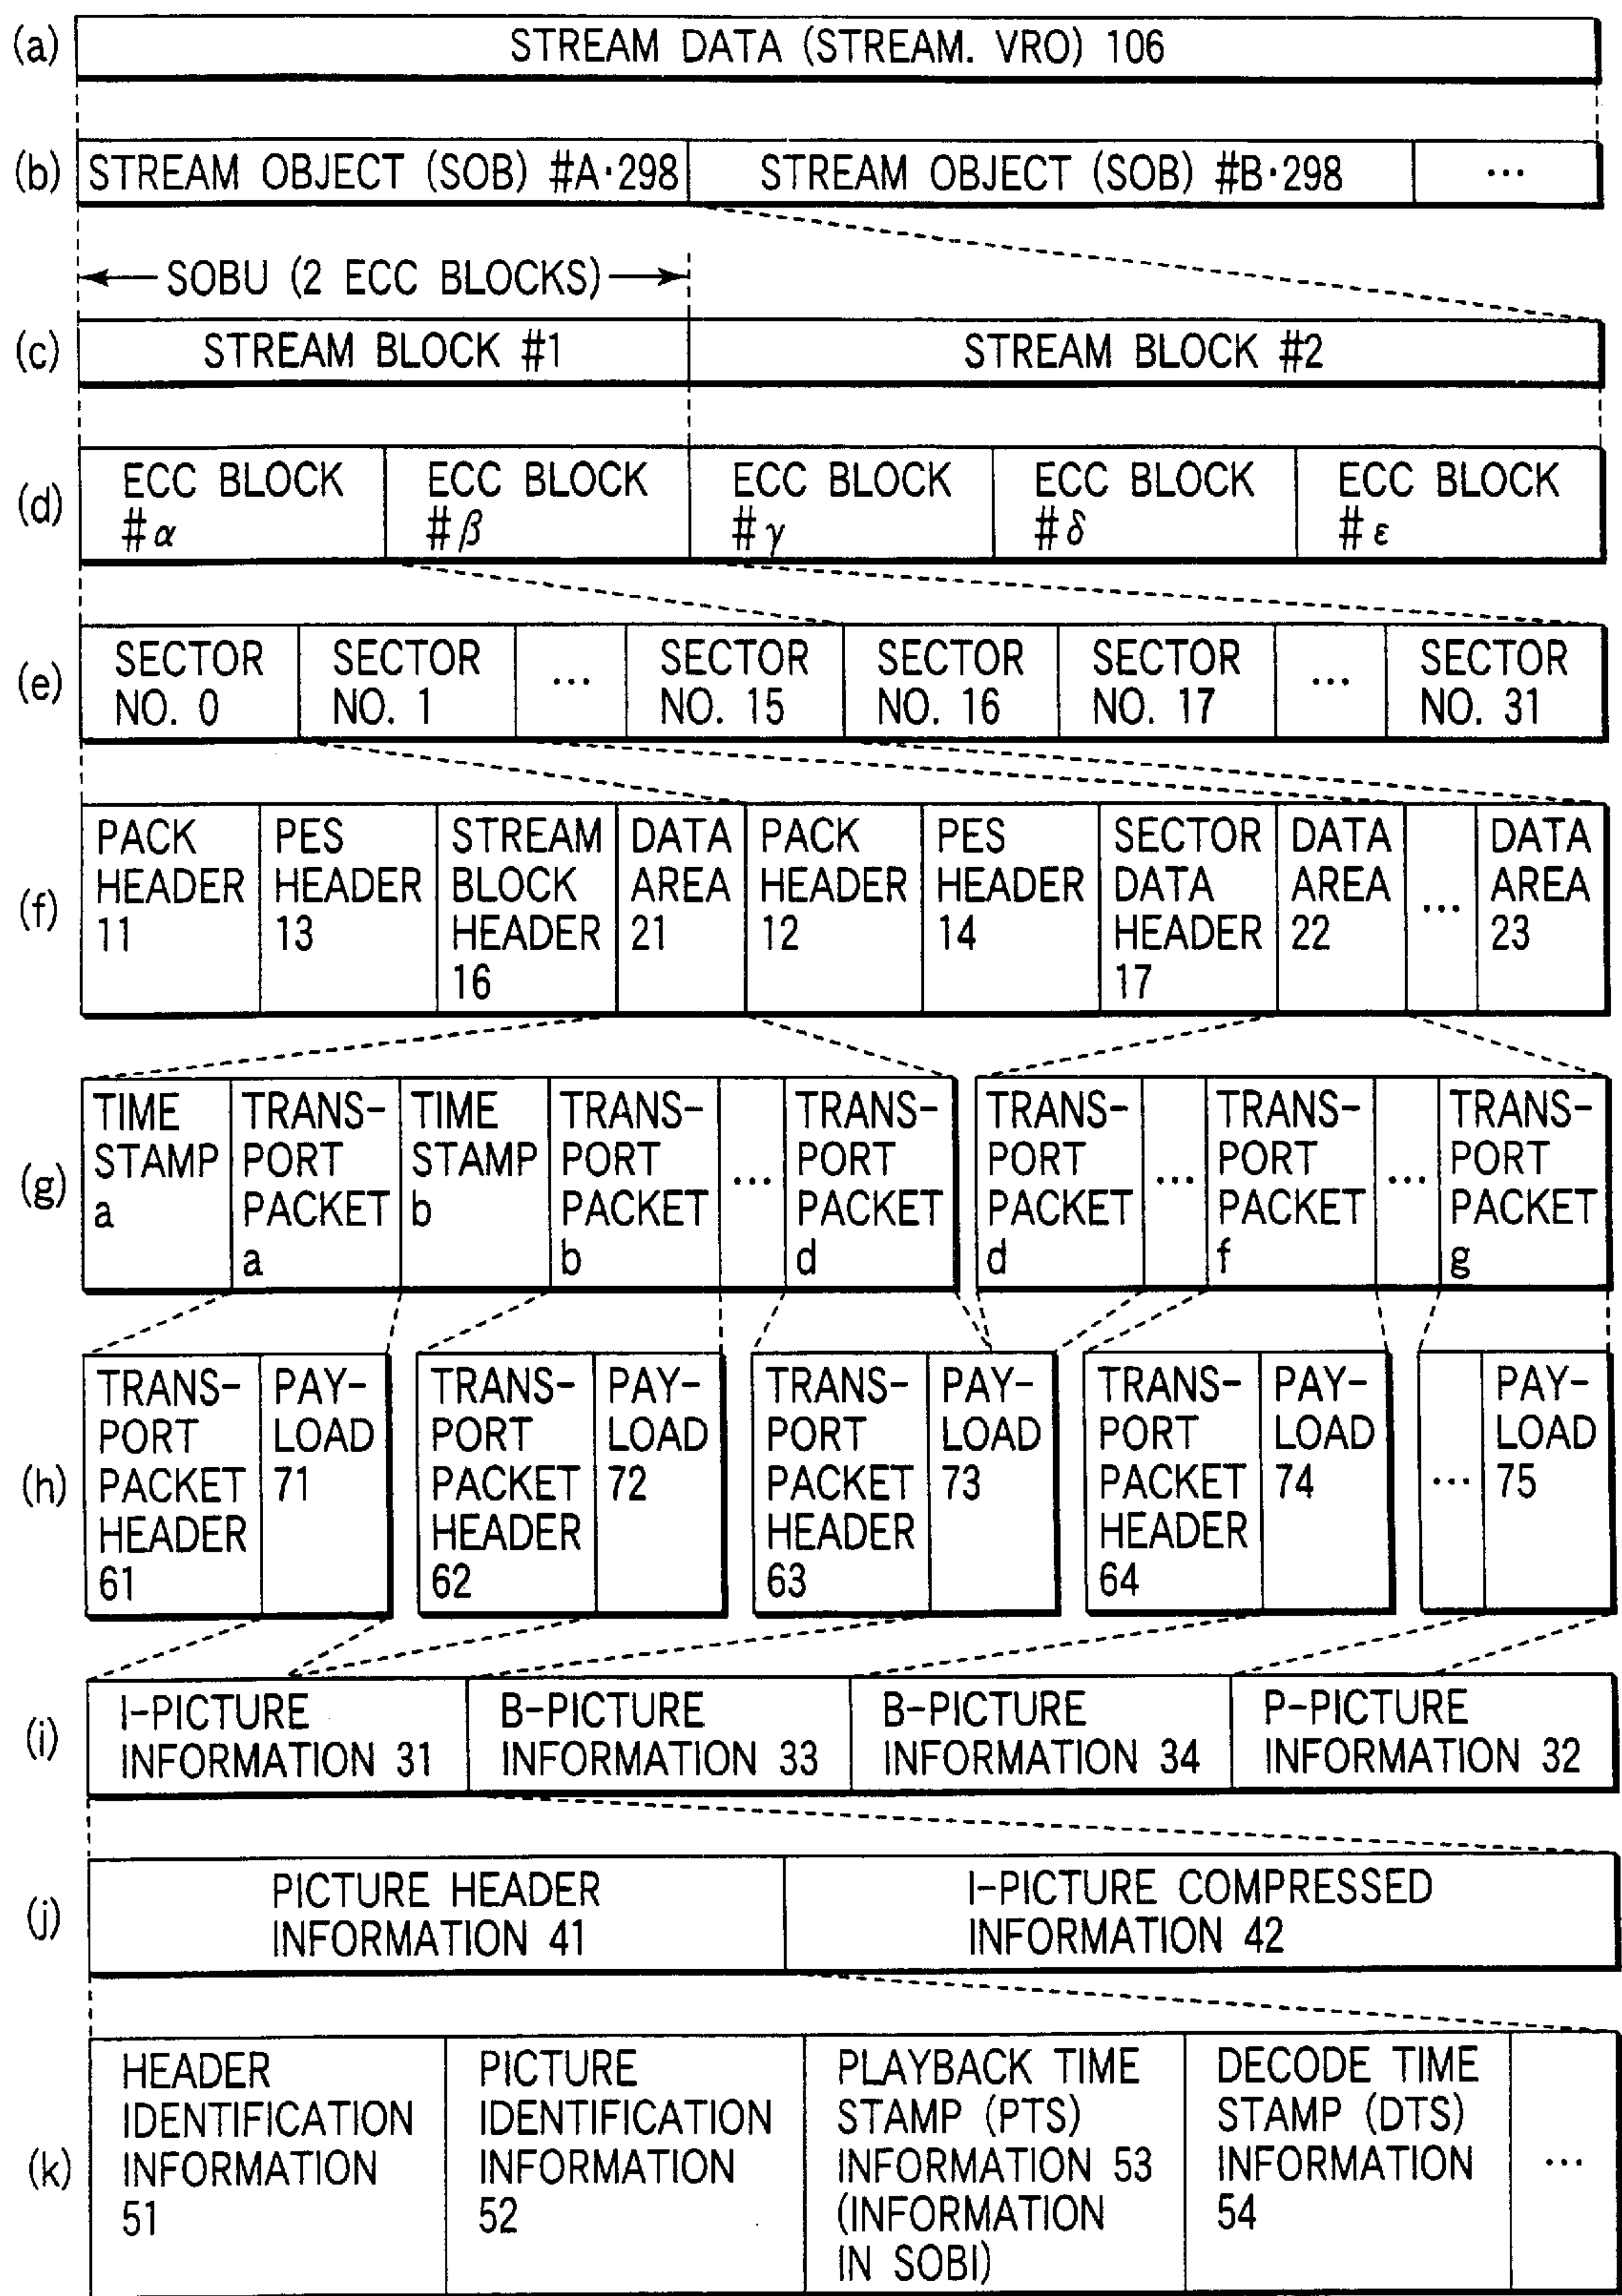 (a) STREAM DATA (STREAM. VRO) 106
(b) STREAM OBJECT (SOB) #A·298 STREAM OBJECT (SOB) #B·298 ...
SOBU (2 ECC BLOCKS)
(c) STREAM BLOCK #1 STREAM BLOCK #2
(d)
ECC BLOCK
#α
ECC BLOCK
#β
ECC BLOCK
#γ
ECC BLOCK
#δ
ECC BLOCK
#ε
(e)
SECTOR
NO. 0
SECTOR
NO. 1
...
SECTOR
NO. 15
SECTOR
NO. 16
SECTOR
NO. 17
...
SECTOR
NO. 31
(f)
PACK
HEADER
11
PES
HEADER
13
STREAM
BLOCK
HEADER
16
DATA
AREA
21
PACK
HEADER
12
PES
HEADER
14
SECTOR
DATA
HEADER
17
DATA
AREA
22
...
DATA
AREA
23
(g)
TIME
STAMP
a
TRANS-
PORT
PACKET
a
TIME
STAMP
b
TRANS-
PORT
PACKET
b
...
TRANS-
PORT
PACKET
d
TRANS-
PORT
PACKET
d
...
TRANS-
PORT
PACKET
f
...
TRANS-
PORT
PACKET
g
(h)
TRANS-
PORT
PACKET
HEADER
61
PAY-
LOAD
71
TRANS-
PORT
PACKET
HEADER
62
PAY-
LOAD
72
TRANS-
PORT
PACKET
HEADER
63
PAY-
LOAD
73
TRANS-
PORT
PACKET
HEADER
64
PAY-
LOAD
74
...
PAY-
LOAD
75
(i)
I-PICTURE
INFORMATION 31
B-PICTURE
INFORMATION 33
B-PICTURE
INFORMATION 34
P-PICTURE
INFORMATION 32
(j)
PICTURE HEADER
INFORMATION 41
I-PICTURE COMPRESSED
INFORMATION 42
(k)
HEADER
IDENTIFICATION
INFORMATION
51
PICTURE
IDENTIFICATION
INFORMATION
52
PLAYBACK TIME
STAMP (PTS)
INFORMATION 53
(INFORMATION
IN SOBI)
DECODE TIME
STAMP (DTS)
INFORMATION
54
...